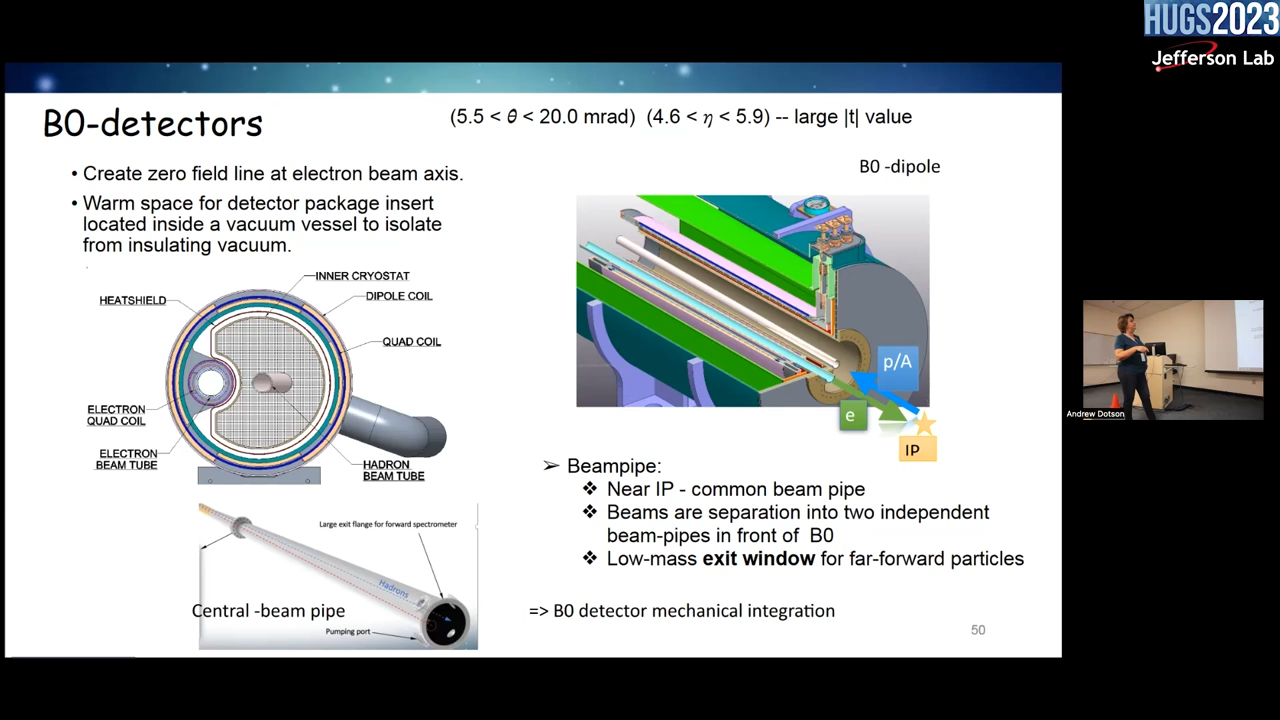 HUGS2023
Jefferson Lab
B0-detectors
(5.5 < θ < 20.0 mrad) (4.6 < η < 5.9) -- large |t| value
• Create zero field line at electron beam axis.
• Warm space for detector package insert
located inside a vacuum vessel to isolate
from insulating vacuum.
B0 -dipole
INNER CRYOSTAT
HEATSHIELD
DIPOLE COIL
QUAD COIL
ELECTRON
QUAD COIL
ELECTRON
BEAM TUBE
HADRON
BEAM TUBE
p/A
e
IP
Andrew Dotson
➢ Beampipe:
❖ Near IP - common beam pipe
❖ Beams are separation into two independent
beam-pipes in front of B0
❖ Low-mass exit window for far-forward particles
Large exit flange for forward spectrometer
Hadrons
Central -beam pipe
Pumping port
=> B0 detector mechanical integration
50